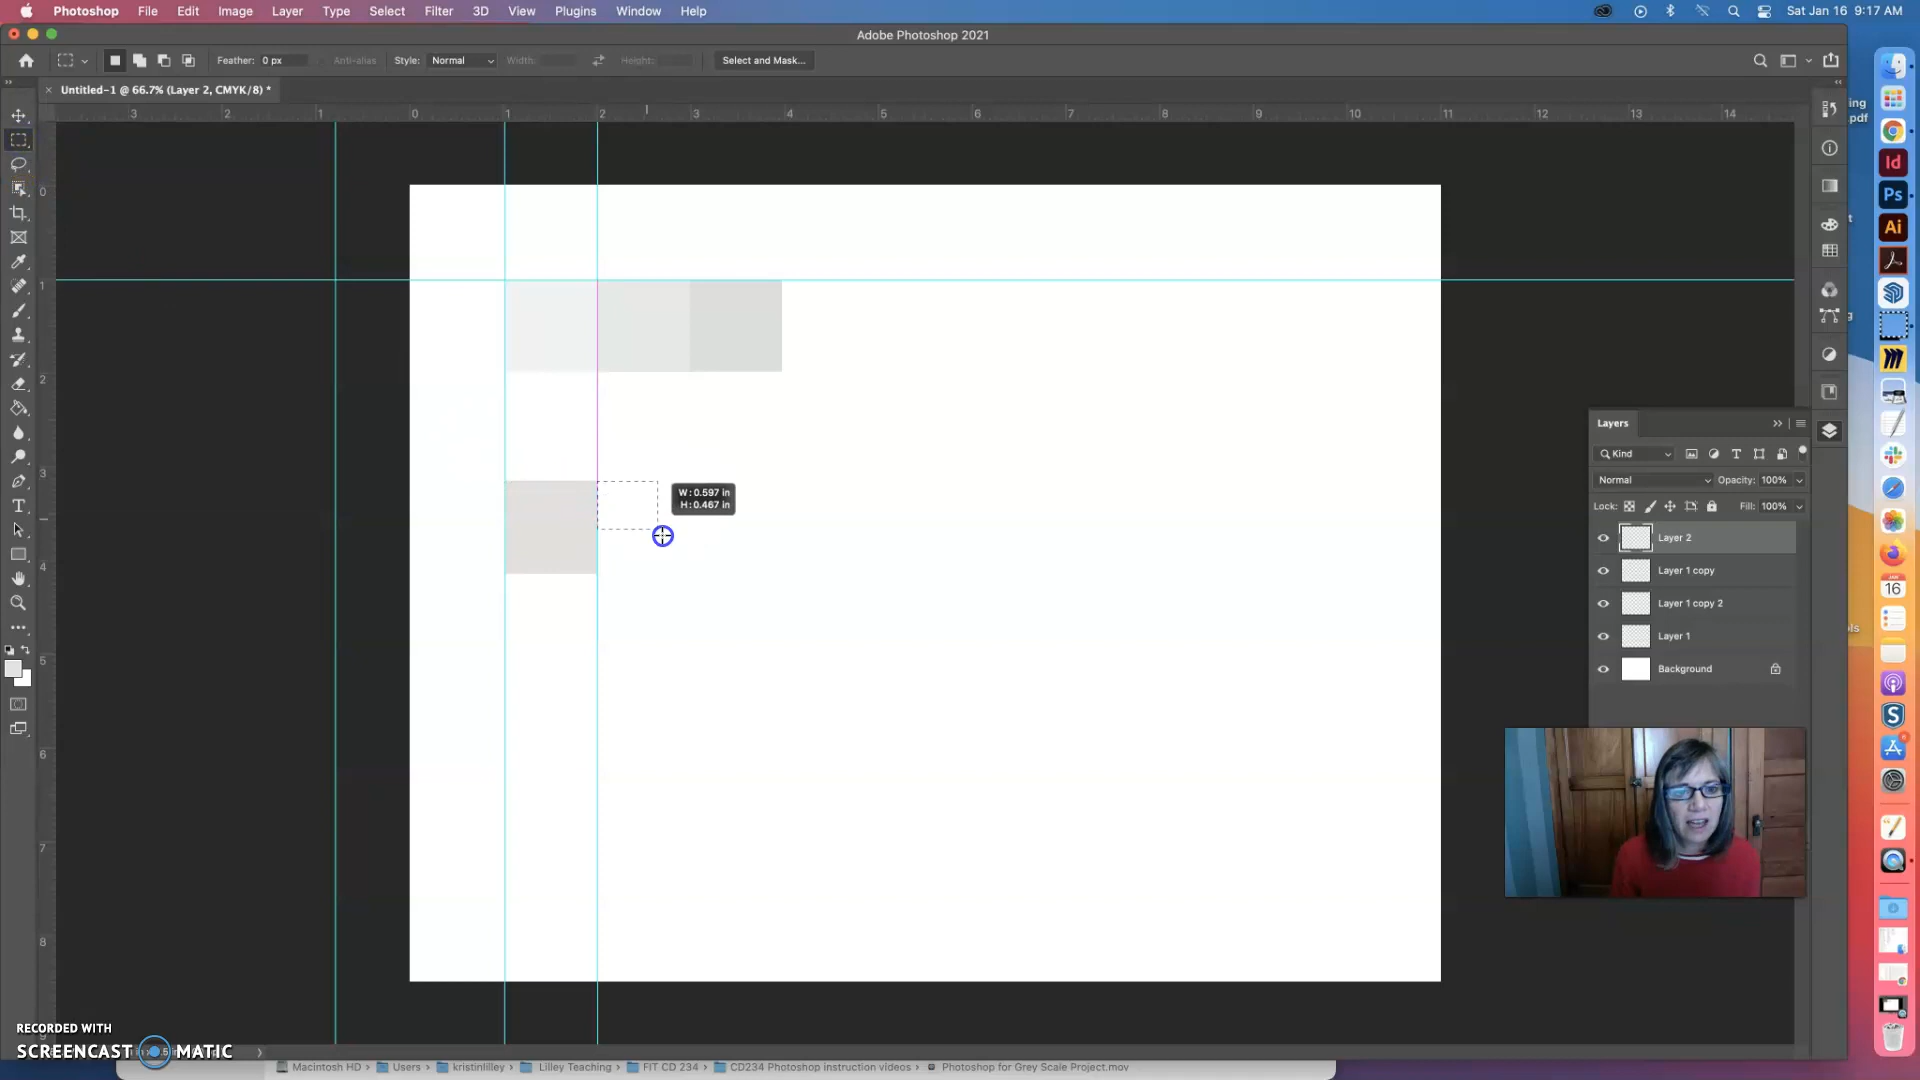 Photoshop File Edit Image Layer Type Select Filter 3D View Plugins Window Help Sat Jan 16 9:17 AM
Adobe Photoshop 2021
Feather: 0 px Anti-alias Style: Normal Width: Height: Select and Mask...
× Untitled-1 @ 66.7% (Layer 2, CMYK/8) *
3 2 1 0 1 2 3 4 5 6 7 8 9 10 11 12 13 14
0
1
2
3
4
5
6
7
8
W: 0.597 in
H: 0.467 in
Layers
Kind
Normal Opacity: 100%
Lock: Fill: 100%
Layer 2
Layer 1 copy
Layer 1 copy 2
Layer 1
Background
ing
.pdf
Id
Ps
Ai
JAN
16
S
RECORDED WITH
SCREENCAST MATIC
Macintosh HD > Users > kristinlilley > Lilley Teaching > FIT CD 234 > CD234 Photoshop instruction videos > Photoshop for Grey Scale Project.mov